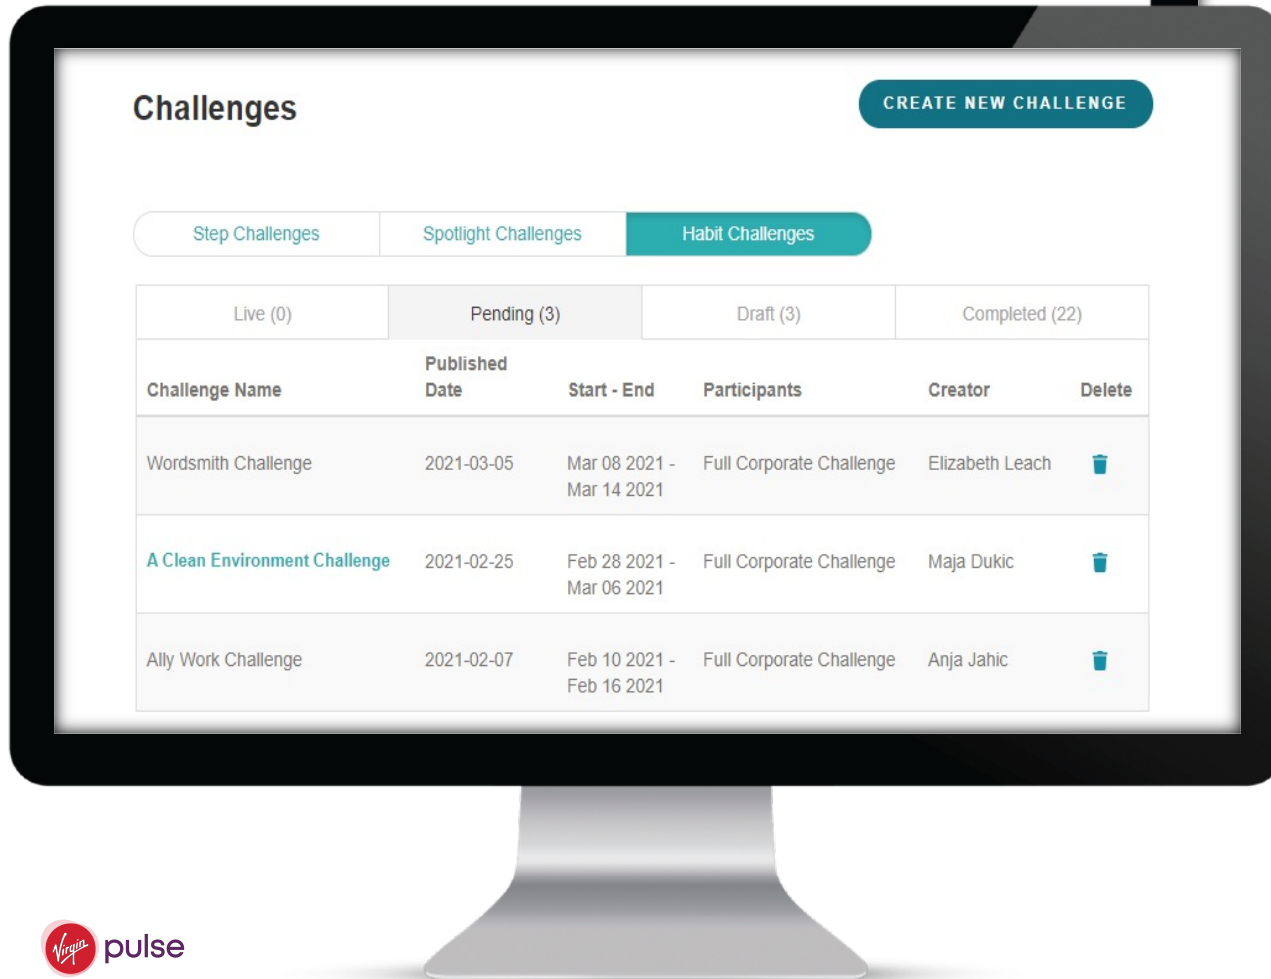 Challenges
CREATE NEW CHALLENGE
Step Challenges
Spotlight Challenges
Habit Challenges
Live (0)
Pending (3)
Draft (3)
Completed (22)
Challenge Name
Published
Date
Start - End
Participants
Creator
Delete
Wordsmith Challenge
2021-03-05
Mar 08 2021 -
Mar 14 2021
Full Corporate Challenge
Elizabeth Leach
A Clean Environment Challenge
2021-02-25
Feb 28 2021 -
Mar 06 2021
Full Corporate Challenge
Maja Dukic
Ally Work Challenge
2021-02-07
Feb 10 2021 -
Feb 16 2021
Full Corporate Challenge
Anja Jahic
Virgin pulse